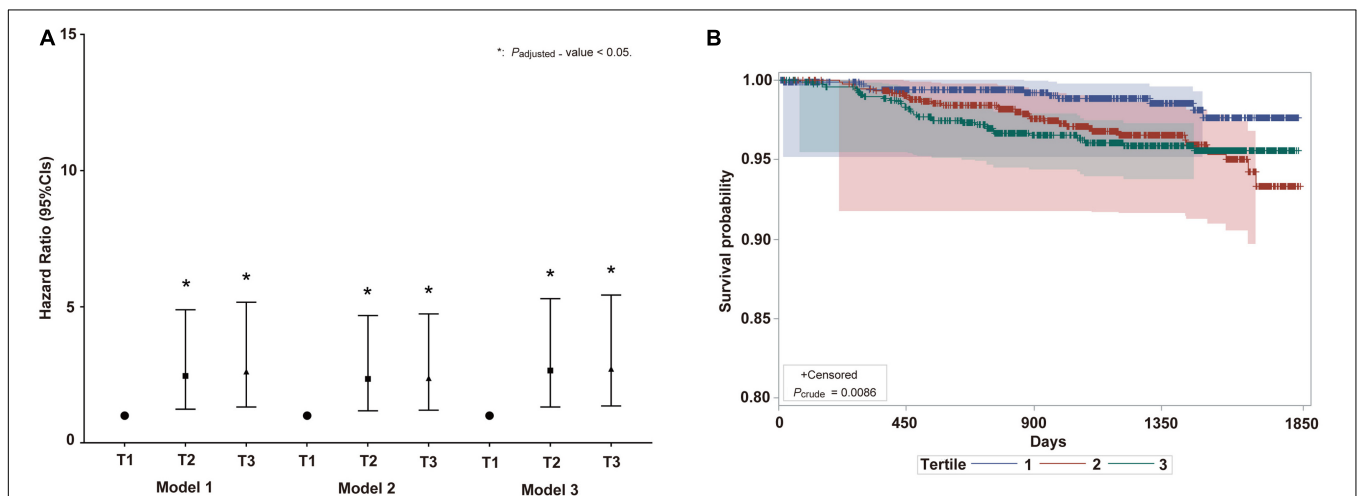 A
15
10
5
0
Hazard Ratio (95%CIs)
*: Padjusted - value < 0.05.
* * * * * *
T1 T2 T3 T1 T2 T3 T1 T2 T3
Model 1 Model 2 Model 3
B
1.00
0.95
0.90
0.85
0.80
Survival probability
+Censored
Pcrude = 0.0086
0 450 900 1350 1850
Days
Tertile 1 2 3